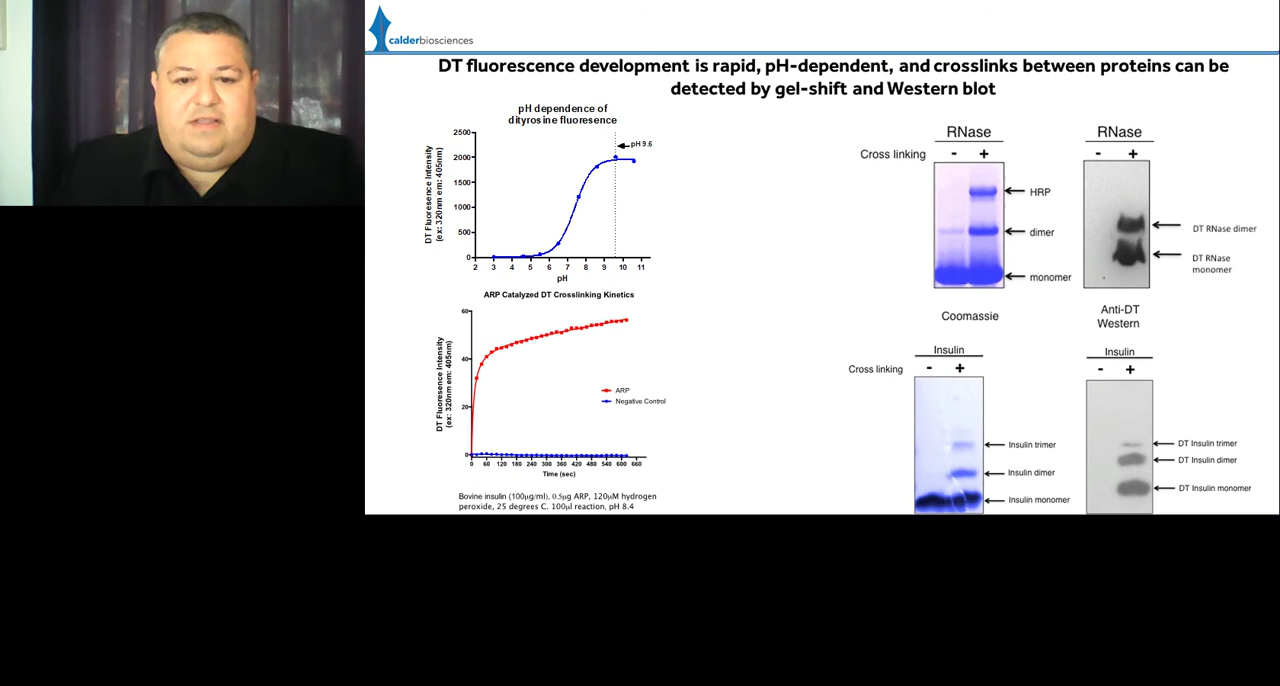 calderbiosciences
DT fluorescence development is rapid, pH-dependent, and crosslinks between proteins can be
detected by gel-shift and Western blot
pH dependence of
dityrosine fluoresence
DT Fluoresence Intensity
(ex: 320nm em: 405nm)
2500
2000
1500
1000
500
0
pH 9.6
2 3 4 5 6 7 8 9 10 11
pH
ARP Catalyzed DT Crosslinking Kinetics
DT Fluoresence Intensity
(ex: 320nm em: 405nm)
60
40
20
0
ARP
Negative Control
0 60 120 180 240 300 360 420 480 540 600 660
Time (sec)
Bovine insulin (100µg/ml), 0.5µg ARP, 120µM hydrogen
peroxide, 25 degrees C. 100µl reaction, pH 8.4
RNase
Cross linking - +
HRP
dimer
monomer
Coomassie
RNase
- +
DT RNase dimer
DT RNase
monomer
Anti-DT
Western
Insulin
Cross linking - +
Insulin trimer
Insulin dimer
Insulin monomer
Insulin
- +
DT Insulin trimer
DT Insulin dimer
DT Insulin monomer